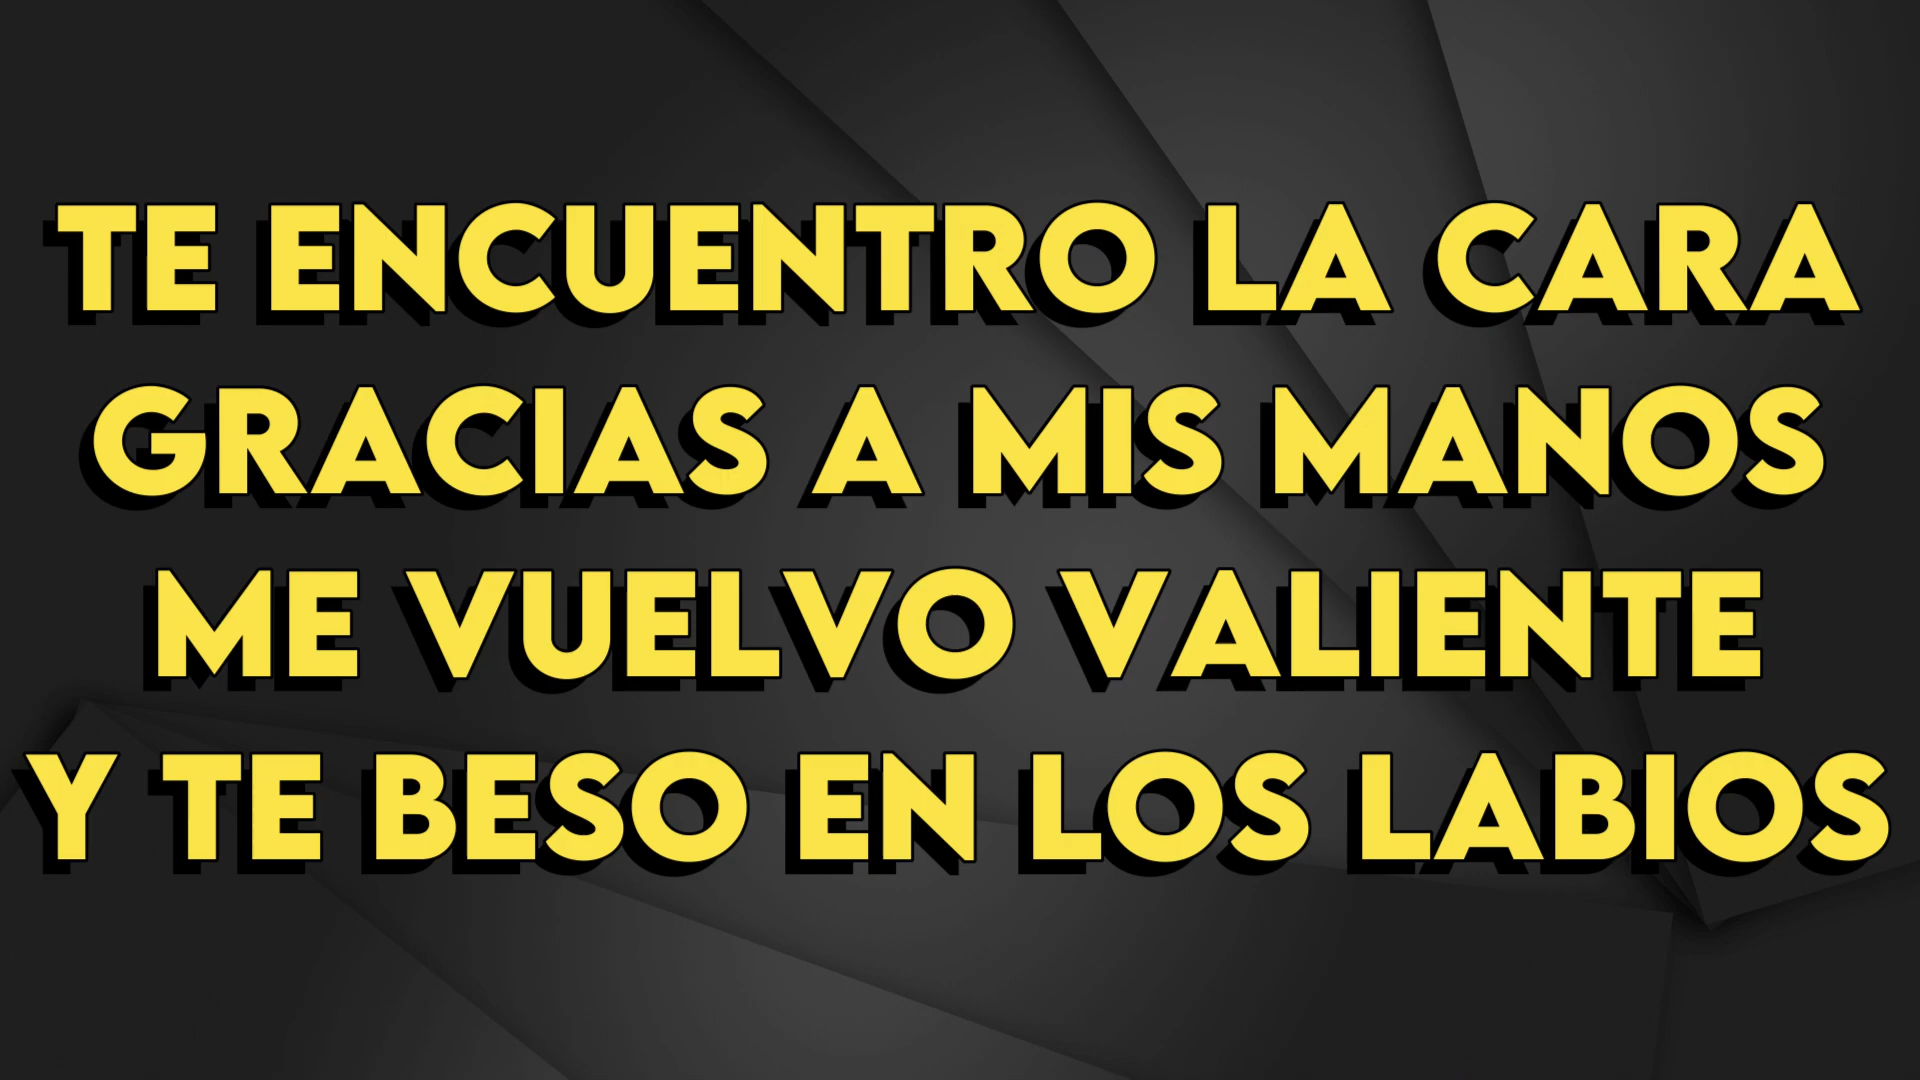 TE ENCUENTRO LA CARA
GRACIAS A MIS MANOS
ME VUELVO VALIENTE
Y TE BESO EN LOS LABIOS